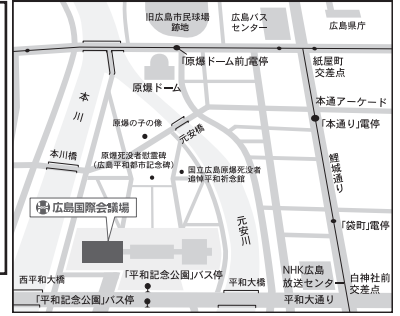 旧広島市民球場
跡地
広島バス
センター
広島県庁
「原爆ドーム前」電停
紙屋町
交差点
原爆ドーム
本川
本通アーケード
「本通り」電停
原爆の子の像
元安橋
本川橋
原爆死没者慰霊碑
(広島平和都市記念碑)
国立広島原爆死没者
追悼平和祈念館
鯉城通り
広島国際会議場
元安川
「袋町」電停
NHK広島
放送センター
白神社前
交差点
西平和大橋
「平和記念公園」バス停
平和大橋
「平和記念公園」バス停
平和大通り